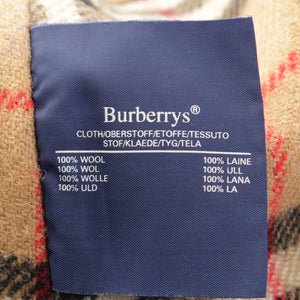 Burberrys®
CLOTH/OBERSTOFF/ETOFFE/TESSUTO
STOF/KLAEDE/TYG/TELA
100% WOOL 100% LAINE
100% WOL 100% ULL
100% WOLLE 100% LANA
100% ULD 100% LA